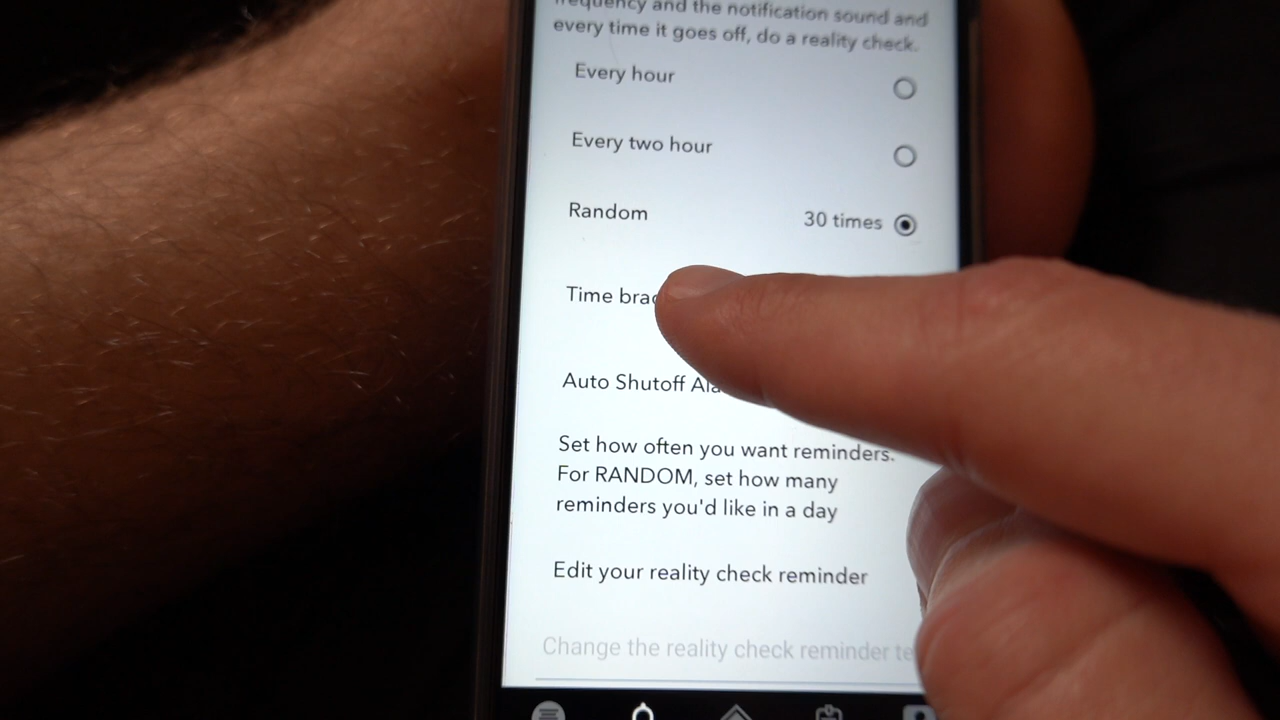 frequency and the notification sound and
every time it goes off, do a reality check.
Every hour
Every two hour
Random 30 times
Time brac
Auto Shutoff Ala
Set how often you want reminders.
For RANDOM, set how many
reminders you'd like in a day
Edit your reality check reminder
Change the reality check reminder te